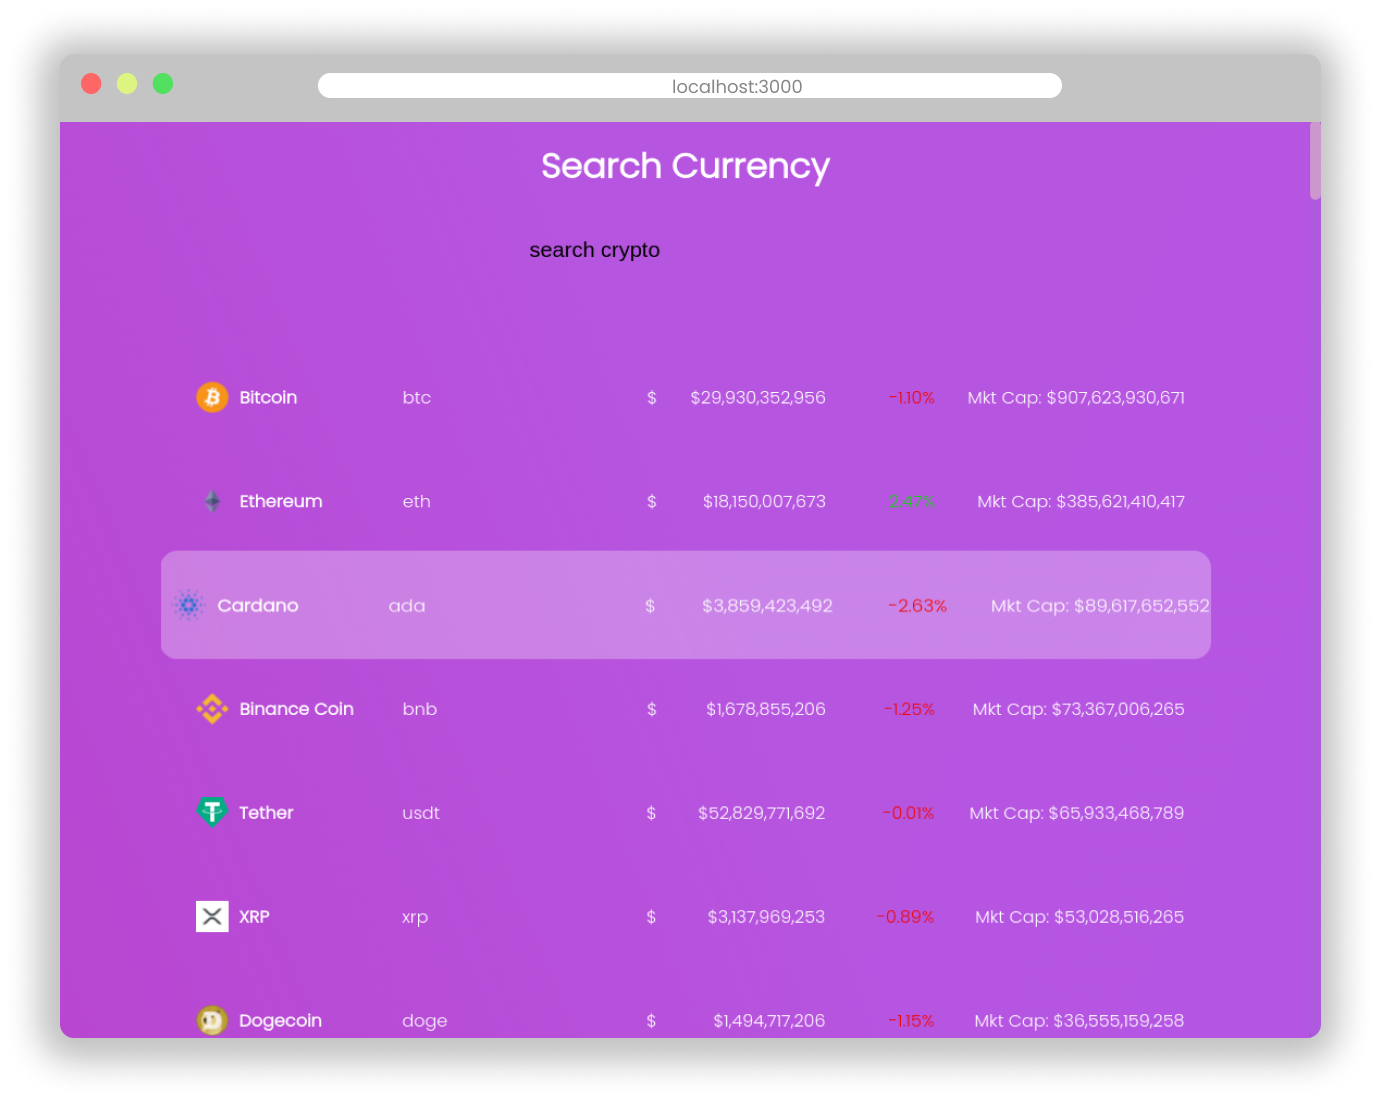 localhost:3000
Search Currency
search crypto
Bitcoin btc $ $29,930,352,956 -1.10% Mkt Cap: $907,623,930,671
Ethereum eth $ $18,150,007,673 2.47% Mkt Cap: $385,621,410,417
Cardano ada $ $3,859,423,492 -2.63% Mkt Cap: $89,617,652,552
Binance Coin bnb $ $1,678,855,206 -1.25% Mkt Cap: $73,367,006,265
Tether usdt $ $52,829,771,692 -0.01% Mkt Cap: $65,933,468,789
XRP xrp $ $3,137,969,253 -0.89% Mkt Cap: $53,028,516,265
Dogecoin doge $ $1,494,717,206 -1.15% Mkt Cap: $36,555,159,258